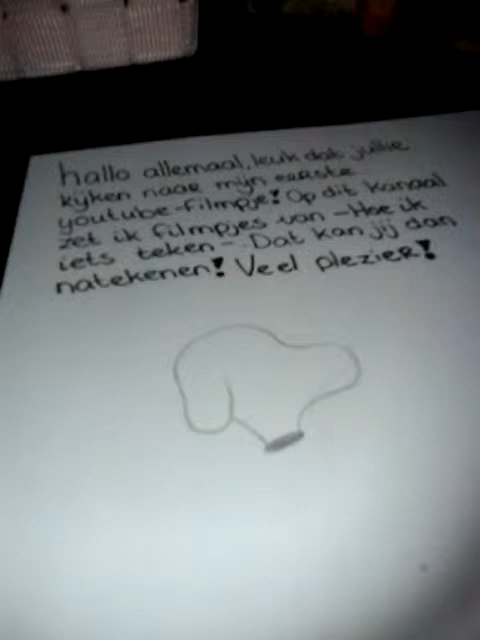 hallo allemaal, leuk dat jullie
kijken naar mijn eerste
youtube-filmpje! Op dit kanaal
zet ik filmpjes van -Hoe ik
iets teken-. Dat kan jij dan
natekenen! Veel plezier!